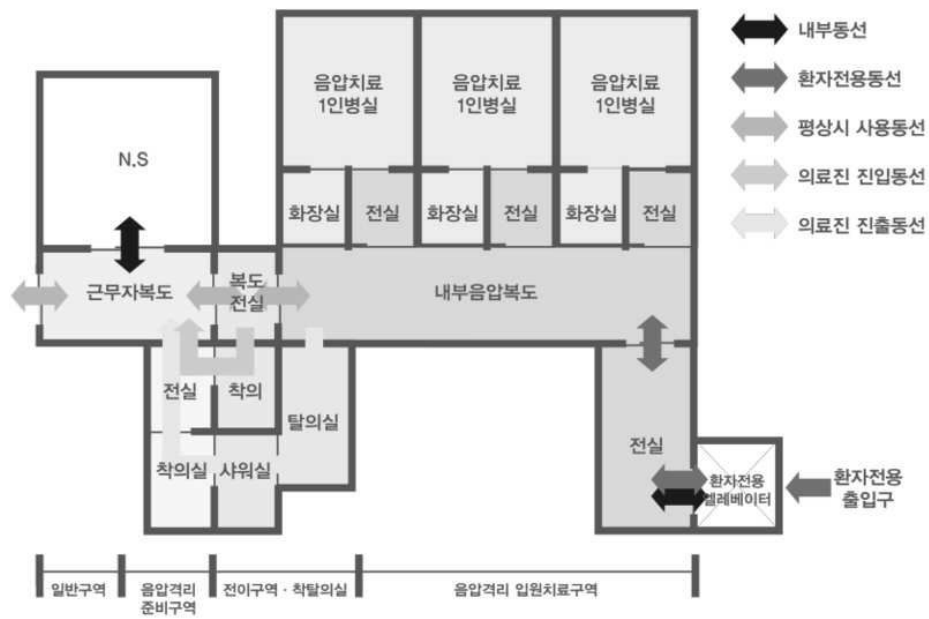 음압치료
1인병실
음압치료
1인병실
음압치료
1인병실
내부동선
환자전용동선
평상시 사용동선
의료진 진입동선
의료진 진출동선
N.S
화장실
전실
화장실
전실
화장실
전실
근무자복도
복도
전실
내부음압복도
전실
착의
탈의실
착의실
샤워실
전실
환자전용
엘레베이터
환자전용
출입구
일반구역
음압격리
준비구역
전이구역 · 착탈의실
음압격리 입원치료구역